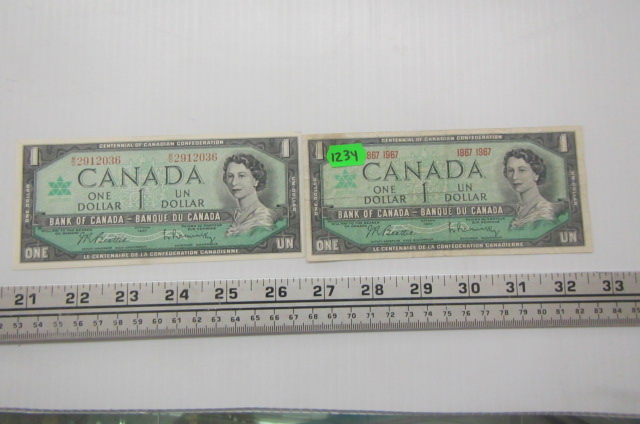 CENTENNIAL OF CANADIAN CONFEDERATION
1
2912036
2912036
1
CANADA
ONE DOLLAR
1
UN DOLLAR
BANK OF CANADA - BANQUE DU CANADA
ONE
UN
LE CENTENAIRE DE LA CONFÉDÉRATION CANADIENNE
CENTENNIAL OF CANADIAN CONFEDERATION
1234
867 1967
1867 1967
1
CANADA
ONE DOLLAR
1
UN DOLLAR
BANK OF CANADA - BANQUE DU CANADA
ONE
UN
LE CENTENAIRE DE LA CONFÉDÉRATION CANADIENNE
21 22 23 24 25 26 27 28 29 30 31 32 33
53 54 55 56 57 58 59 60 61 62 63 64 65 66 67 68 69 70 71 72 73 74 75 76 77 78 79 80 81 82 83 84 85